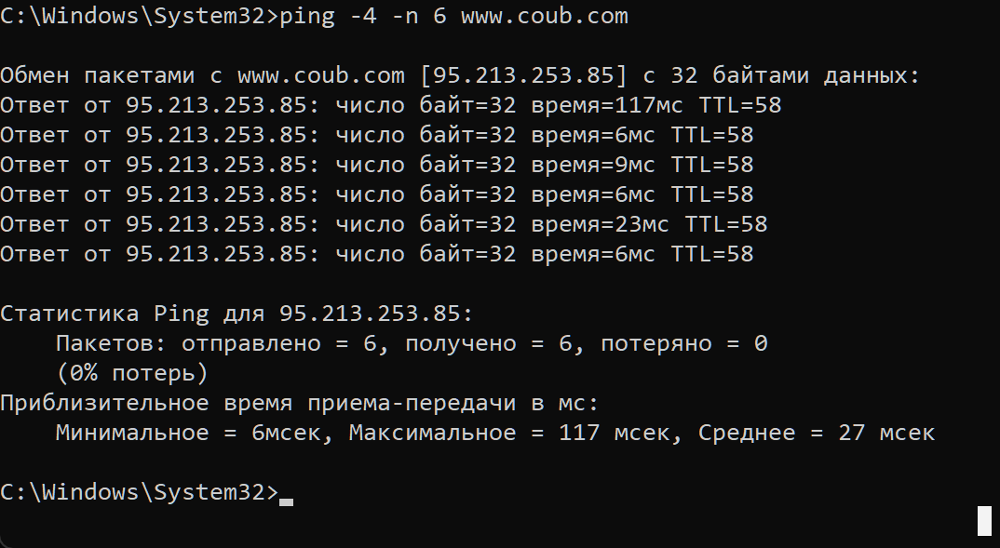 C:\Windows\System32>ping -4 -n 6 www.coub.com
Обмен пакетами с www.coub.com [95.213.253.85] с 32 байтами данных:
Ответ от 95.213.253.85: число байт=32 время=117мс TTL=58
Ответ от 95.213.253.85: число байт=32 время=6мс TTL=58
Ответ от 95.213.253.85: число байт=32 время=9мс TTL=58
Ответ от 95.213.253.85: число байт=32 время=6мс TTL=58
Ответ от 95.213.253.85: число байт=32 время=23мс TTL=58
Ответ от 95.213.253.85: число байт=32 время=6мс TTL=58
Статистика Ping для 95.213.253.85:
    Пакетов: отправлено = 6, получено = 6, потеряно = 0
    (0% потерь)
Приблизительное время приема-передачи в мс:
    Минимальное = 6мсек, Максимальное = 117 мсек, Среднее = 27 мсек
C:\Windows\System32>